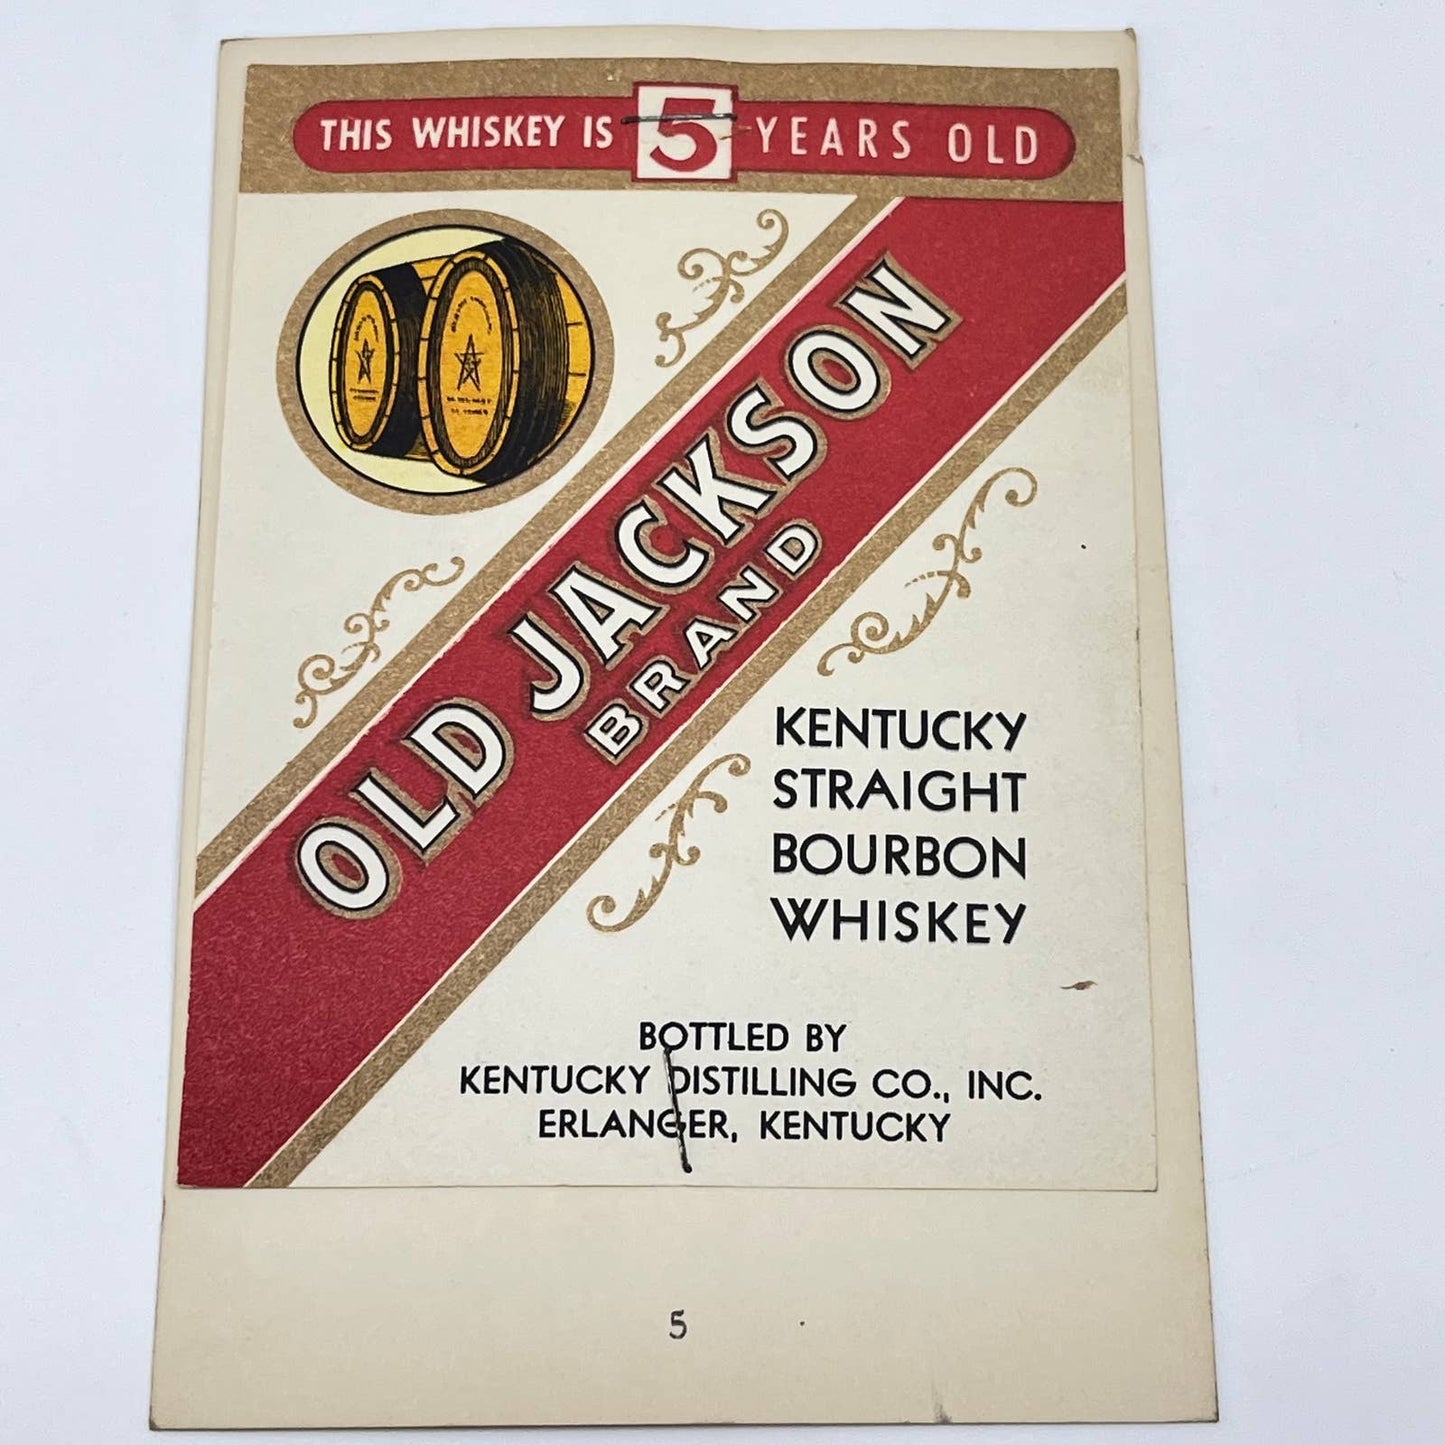 THIS WHISKEY IS 5 YEARS OLD
OLD JACKSON
BRAND
KENTUCKY
STRAIGHT
BOURBON
WHISKEY
BOTTLED BY
KENTUCKY DISTILLING CO., INC.
ERLANGER, KENTUCKY
5